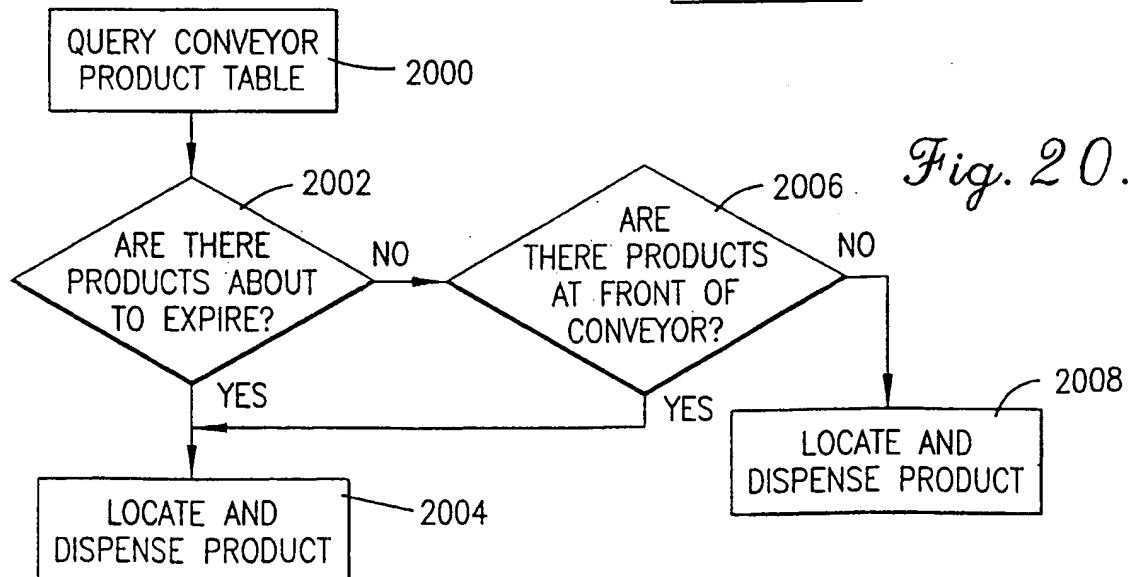 QUERY CONVEYOR
PRODUCT TABLE
2000
Fig. 20.
2002
ARE THERE
PRODUCTS ABOUT
TO EXPIRE?
NO
2006
ARE
THERE PRODUCTS
AT FRONT OF
CONVEYOR?
NO
YES
YES
2008
LOCATE AND
DISPENSE PRODUCT
2004
LOCATE AND
DISPENSE PRODUCT